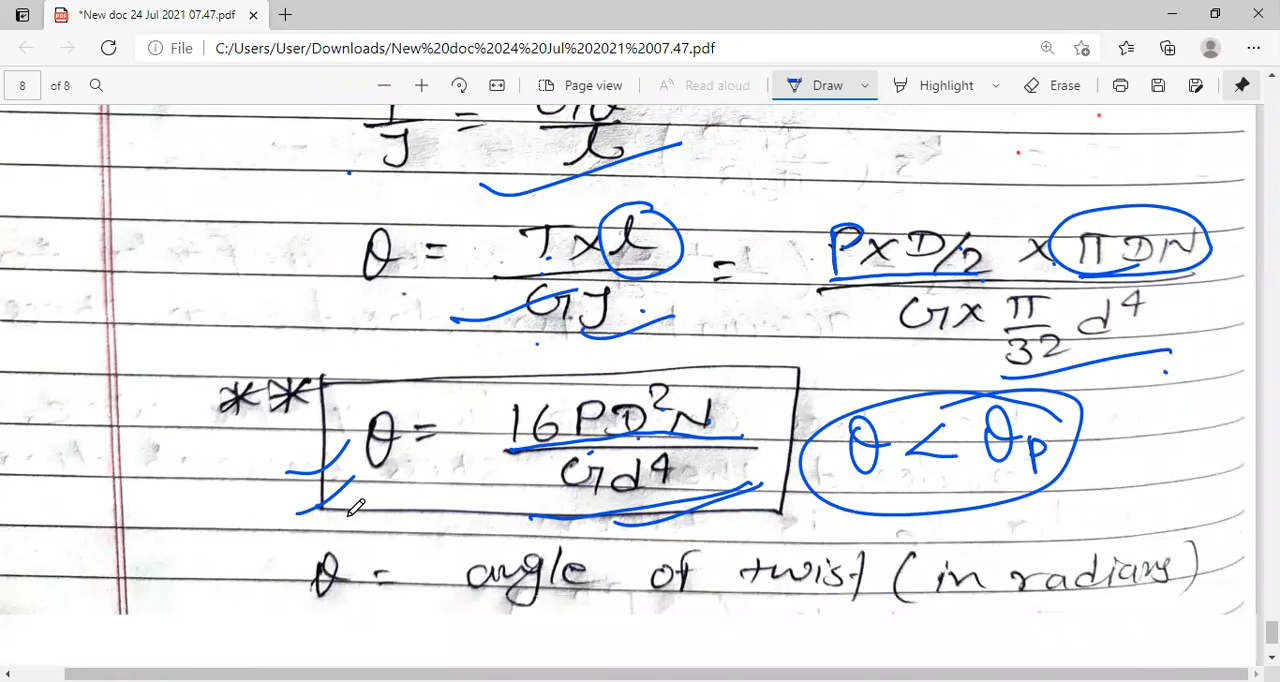 *New doc 24 Jul 2021 07.47.pdf
File | C:/Users/User/Downloads/New%20doc%2024%20Jul%202021%2007.47.pdf
8 of 8 Page view Read aloud Draw Highlight Erase
T/J = Gθ/l
θ = T×l/GJ = P×D/2 × πDN / G×π/32 d⁴
** θ = 16PD²N/Gd⁴ θ < θp
θ = angle of twist (in radians)